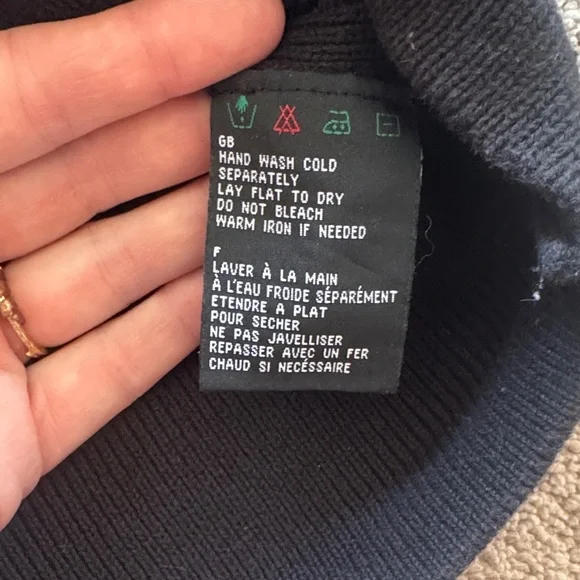 GB
HAND WASH COLD
SEPARATELY
LAY FLAT TO DRY
DO NOT BLEACH
WARM IRON IF NEEDED
F
LAVER À LA MAIN
À L'EAU FROIDE SÉPARÉMENT
ETENDRE A PLAT
POUR SECHER
NE PAS JAVELLISER
REPASSER AVEC UN FER
CHAUD SI NECÉSSAIRE